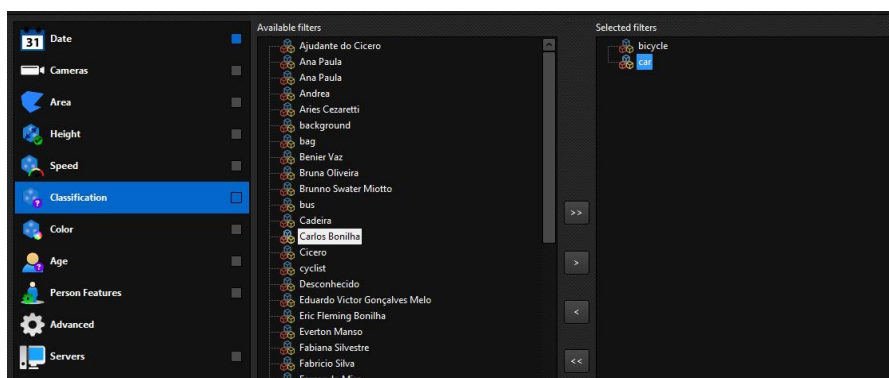 31
Date
Cameras
Area
Height
Speed
Classification
Color
Age
Person Features
Advanced
Servers
Available filters
Ajudante do Cicero
Ana Paula
Ana Paula
Andrea
Aries Cezaretti
background
bag
Benier Vaz
Bruna Oliveira
Brunno Swater Miotto
bus
Cadeira
Carlos Bonilha
Cicero
cyclist
Desconhecido
Eduardo Victor Gonçalves Melo
Eric Fleming Bonilha
Everton Manso
Fabiana Silvestre
Fabricio Silva
>>
>
<
<<
Selected filters
bicycle
car